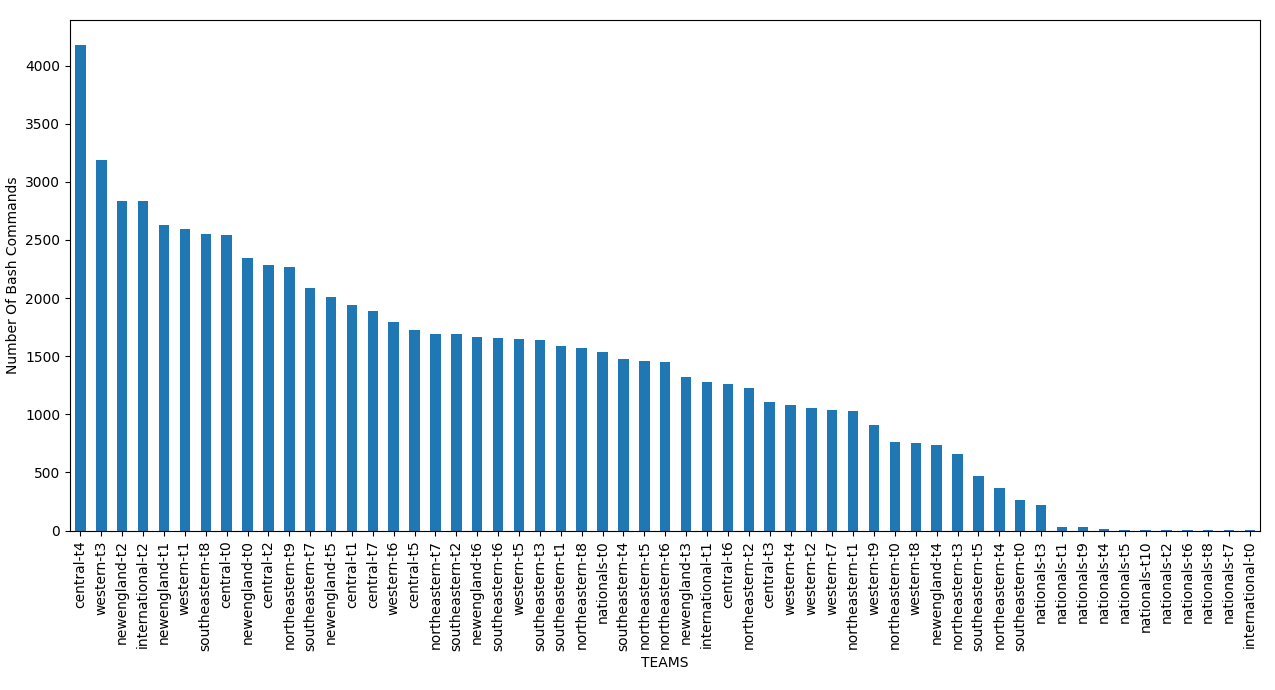 Number Of Bash Commands
4000
3500
3000
2500
2000
1500
1000
500
0
central-t4
western-t3
newengland-t2
international-t2
newengland-t1
western-t1
southeastern-t8
central-t0
newengland-t0
central-t2
northeastern-t9
southeastern-t7
newengland-t5
central-t1
central-t7
western-t6
central-t5
northeastern-t7
southeastern-t2
newengland-t6
southeastern-t6
western-t5
southeastern-t3
southeastern-t1
northeastern-t8
nationals-t0
southeastern-t4
northeastern-t5
northeastern-t6
newengland-t3
international-t1
central-t6
northeastern-t2
central-t3
western-t4
western-t2
western-t7
northeastern-t1
western-t9
northeastern-t0
western-t8
newengland-t4
northeastern-t3
southeastern-t5
northeastern-t4
southeastern-t0
nationals-t3
nationals-t1
nationals-t9
nationals-t4
nationals-t5
nationals-t10
nationals-t2
nationals-t6
nationals-t8
nationals-t7
international-t0
TEAMS